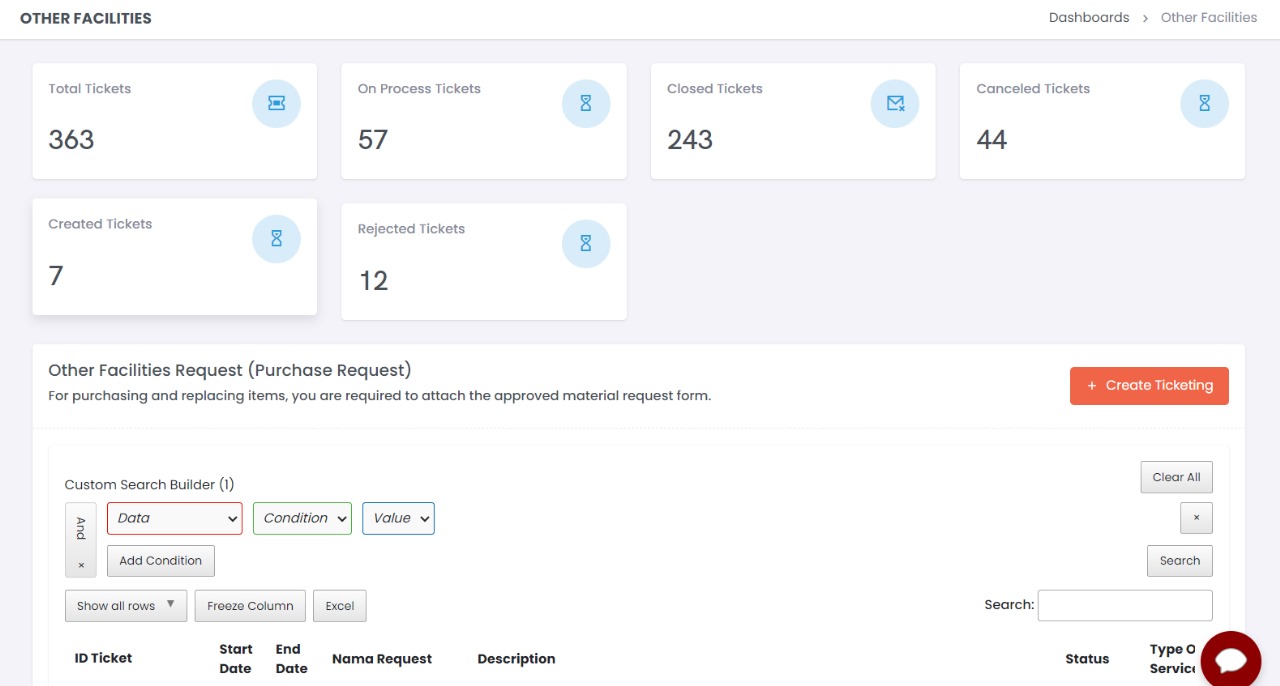 OTHER FACILITIES
Dashboards > Other Facilities
Total Tickets
363
On Process Tickets
57
Closed Tickets
243
Canceled Tickets
44
Created Tickets
7
Rejected Tickets
12
Other Facilities Request (Purchase Request)
For purchasing and replacing items, you are required to attach the approved material request form.
+ Create Ticketing
Custom Search Builder (1)
Clear All
And
×
Data
Condition
Value
×
Add Condition
Search
Show all rows ▼
Freeze Column
Excel
Search:
ID Ticket
Start Date
End Date
Nama Request
Description
Status
Type O
Service